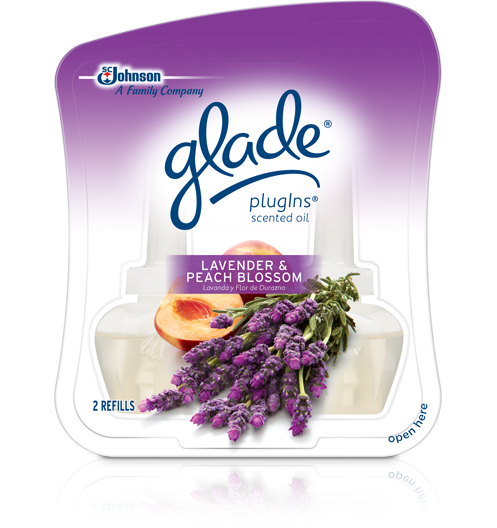 SC Johnson
A Family Company
glade®
plugIns®
scented oil
LAVENDER &
PEACH BLOSSOM
Lavanda y Flor de Durazno
2 REFILLS
open here